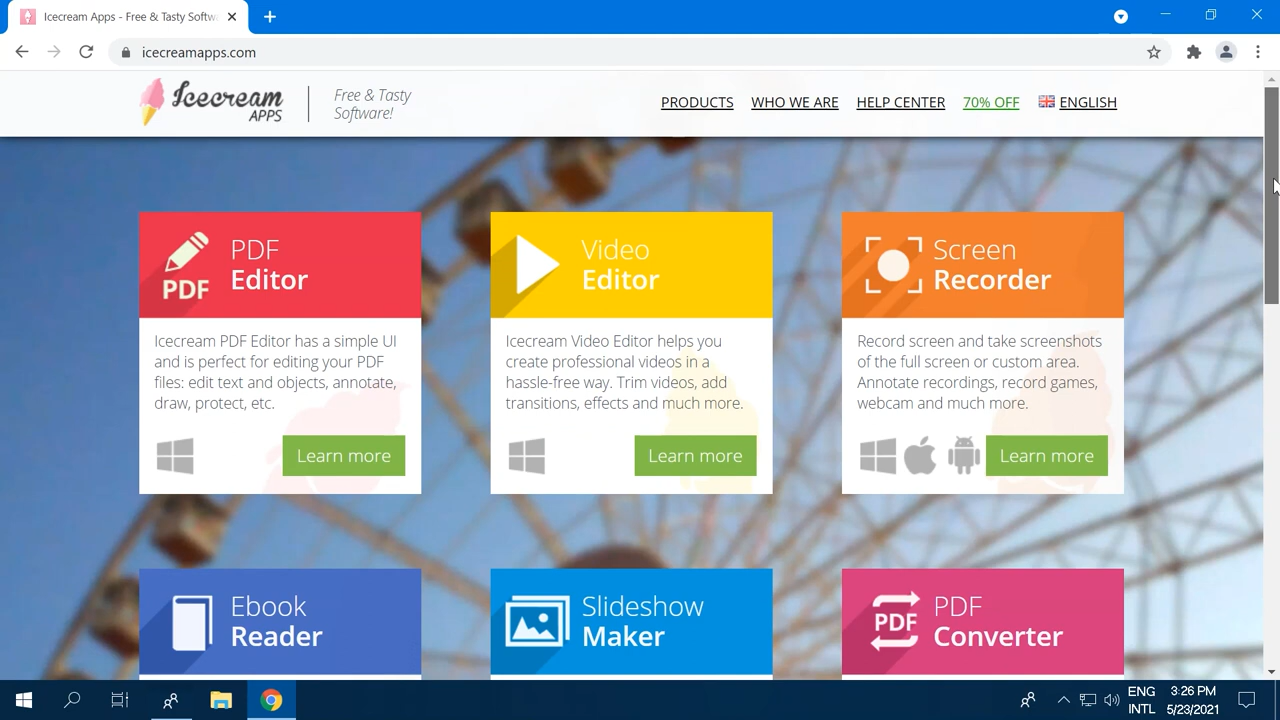 Icecream Apps - Free & Tasty Softw
icecreamapps.com
Icecream
APPS
Free & Tasty
Software!
PRODUCTS
WHO WE ARE
HELP CENTER
70% OFF
ENGLISH
PDF
PDF
Editor
Icecream PDF Editor has a simple UI
and is perfect for editing your PDF
files: edit text and objects, annotate,
draw, protect, etc.
Learn more
Video
Editor
Icecream Video Editor helps you
create professional videos in a
hassle-free way. Trim videos, add
transitions, effects and much more.
Learn more
Screen
Recorder
Record screen and take screenshots
of the full screen or custom area.
Annotate recordings, record games,
webcam and much more.
Learn more
Ebook
Reader
Slideshow
Maker
PDF
PDF
Converter
ENG
INTL
3:26 PM
5/23/2021